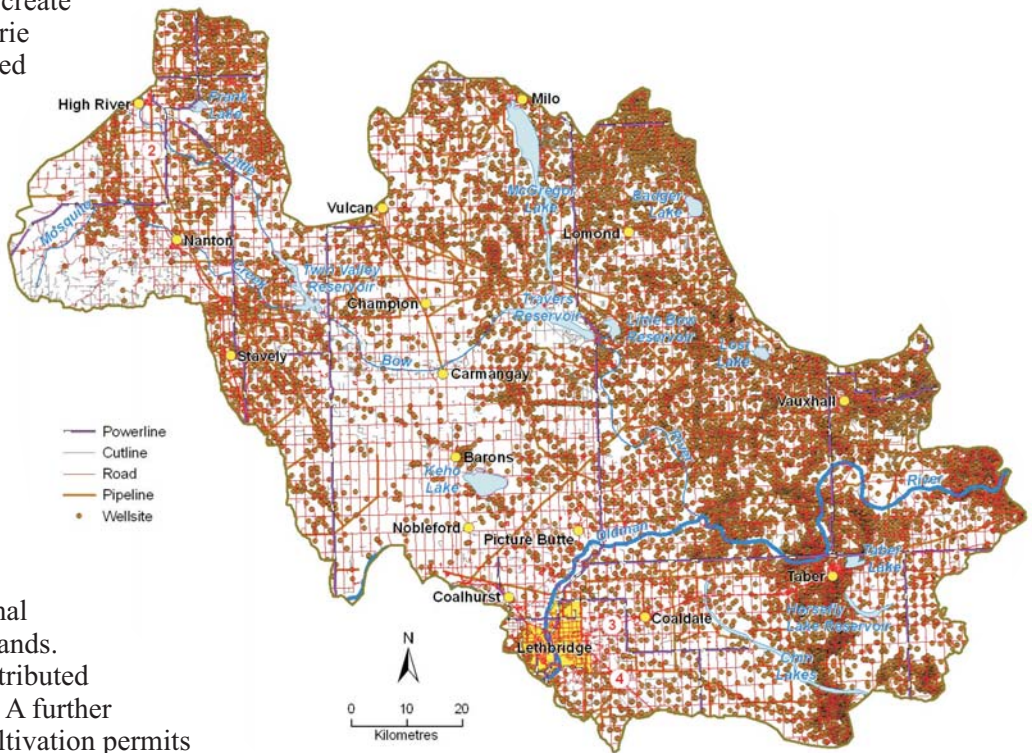 create
rie
ed
High River
Frank
Lake
Milo
2
Little
McGregor
Lake
Badger
Lake
Mosquito
Vulcan
Lomond
Nanton
Creek
Twin Valley
Reservoir
Champion
Travers
Reservoir
Little Bow
Reservoir
Lost
Lake
Stavely
Bow
Carmangay
Vauxhall
Powerline
Cutline
Road
Pipeline
Wellsite
Barons
Keho
Lake
River
River
Nobleford
Picture Butte
Oldman
Taber
Lake
Taber
Coalhurst
Horsefly
Lake Reservoir
nal
ands.
tributed
A further
ltivation permits
N
Lethbridge
3
Coaldale
4
Chin
Lakes
0 10 20
Kilometres